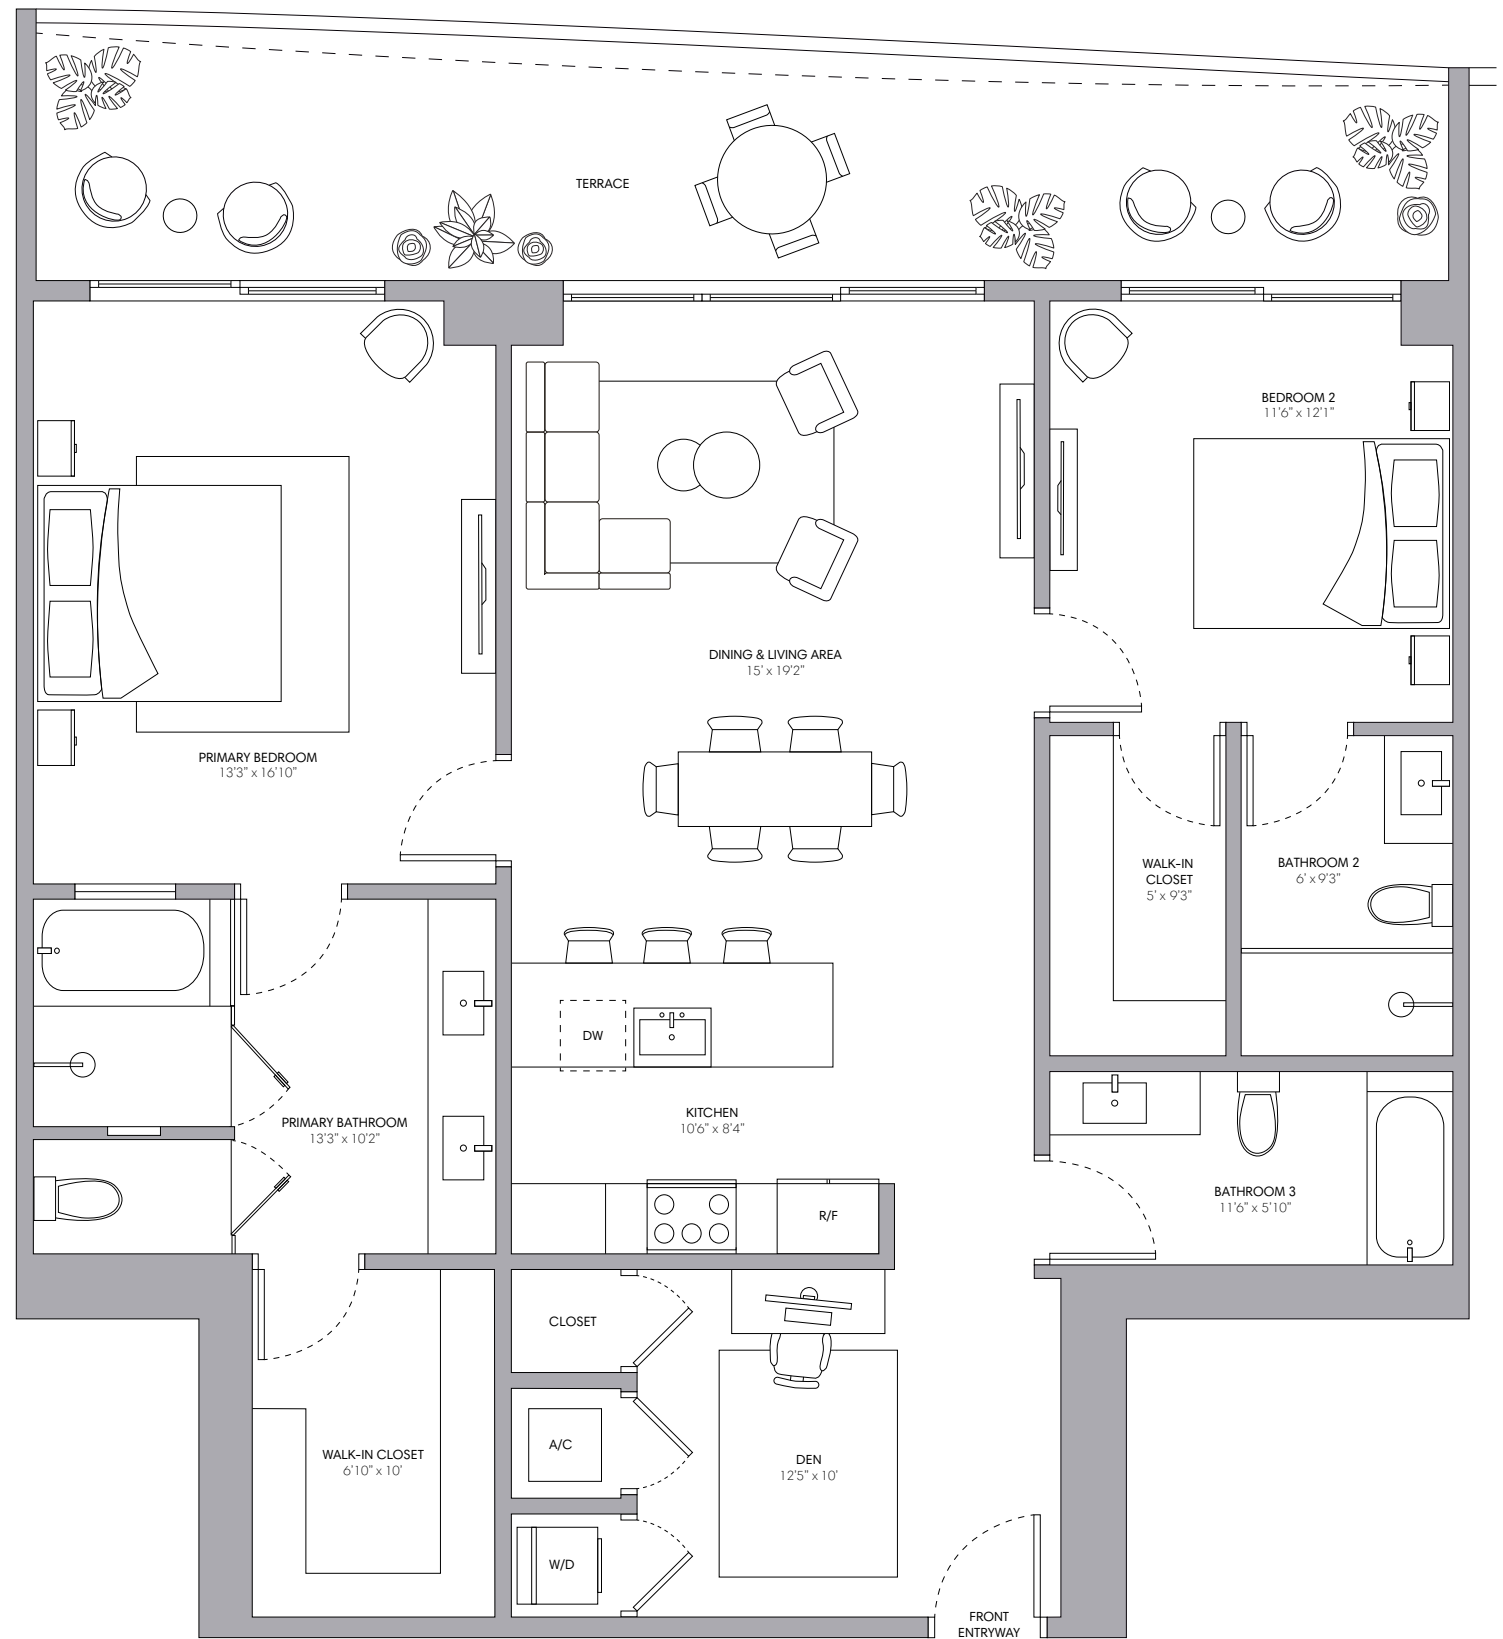 TERRACE
BEDROOM 2
11'6" x 12'1"
DINING & LIVING AREA
15' x 19'2"
PRIMARY BEDROOM
13'3" x 16'10"
WALK-IN
CLOSET
5' x 9'3"
BATHROOM 2
6' x 9'3"
DW
KITCHEN
10'6" x 8'4"
PRIMARY BATHROOM
13'3" x 10'2"
BATHROOM 3
11'6" x 5'10"
R/F
CLOSET
A/C
WALK-IN CLOSET
6'10" x 10'
DEN
12'5" x 10'
W/D
FRONT
ENTRYWAY